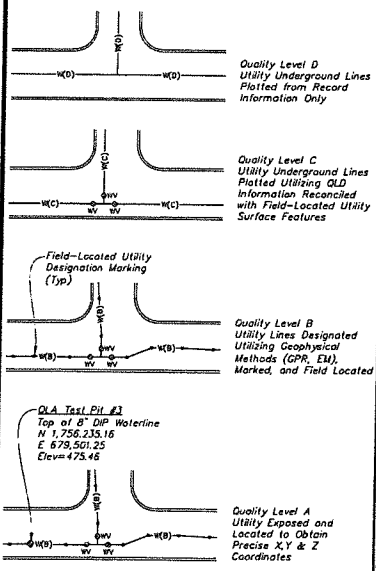 W(D)
W(D)
W(D)
Quality Level D
Utility Underground Lines
Plotted from Record
Information Only
W(C)
W(C)
W(C)
WV
WV
WV
Quality Level C
Utility Underground Lines
Plotted Utilizing QLD
Information Reconciled
with Field-Located Utility
Surface Features
Field-Located Utility
Designation Marking
(Typ)
W(B)
W(B)
W(B)
WV
WV
WV
Quality Level B
Utility Lines Designated
Utilizing Geophysical
Methods (GPR, EM),
Marked, and Field Located
QLA Test Pit #3
Top of 8" DIP Waterline
N 1,756,235.16
E 679,501.25
Elev=475.46
W(B)
W(B)
W(B)
WV
WV
WV
Quality Level A
Utility Exposed and
Located to Obtain
Precise X,Y & Z
Coordinates